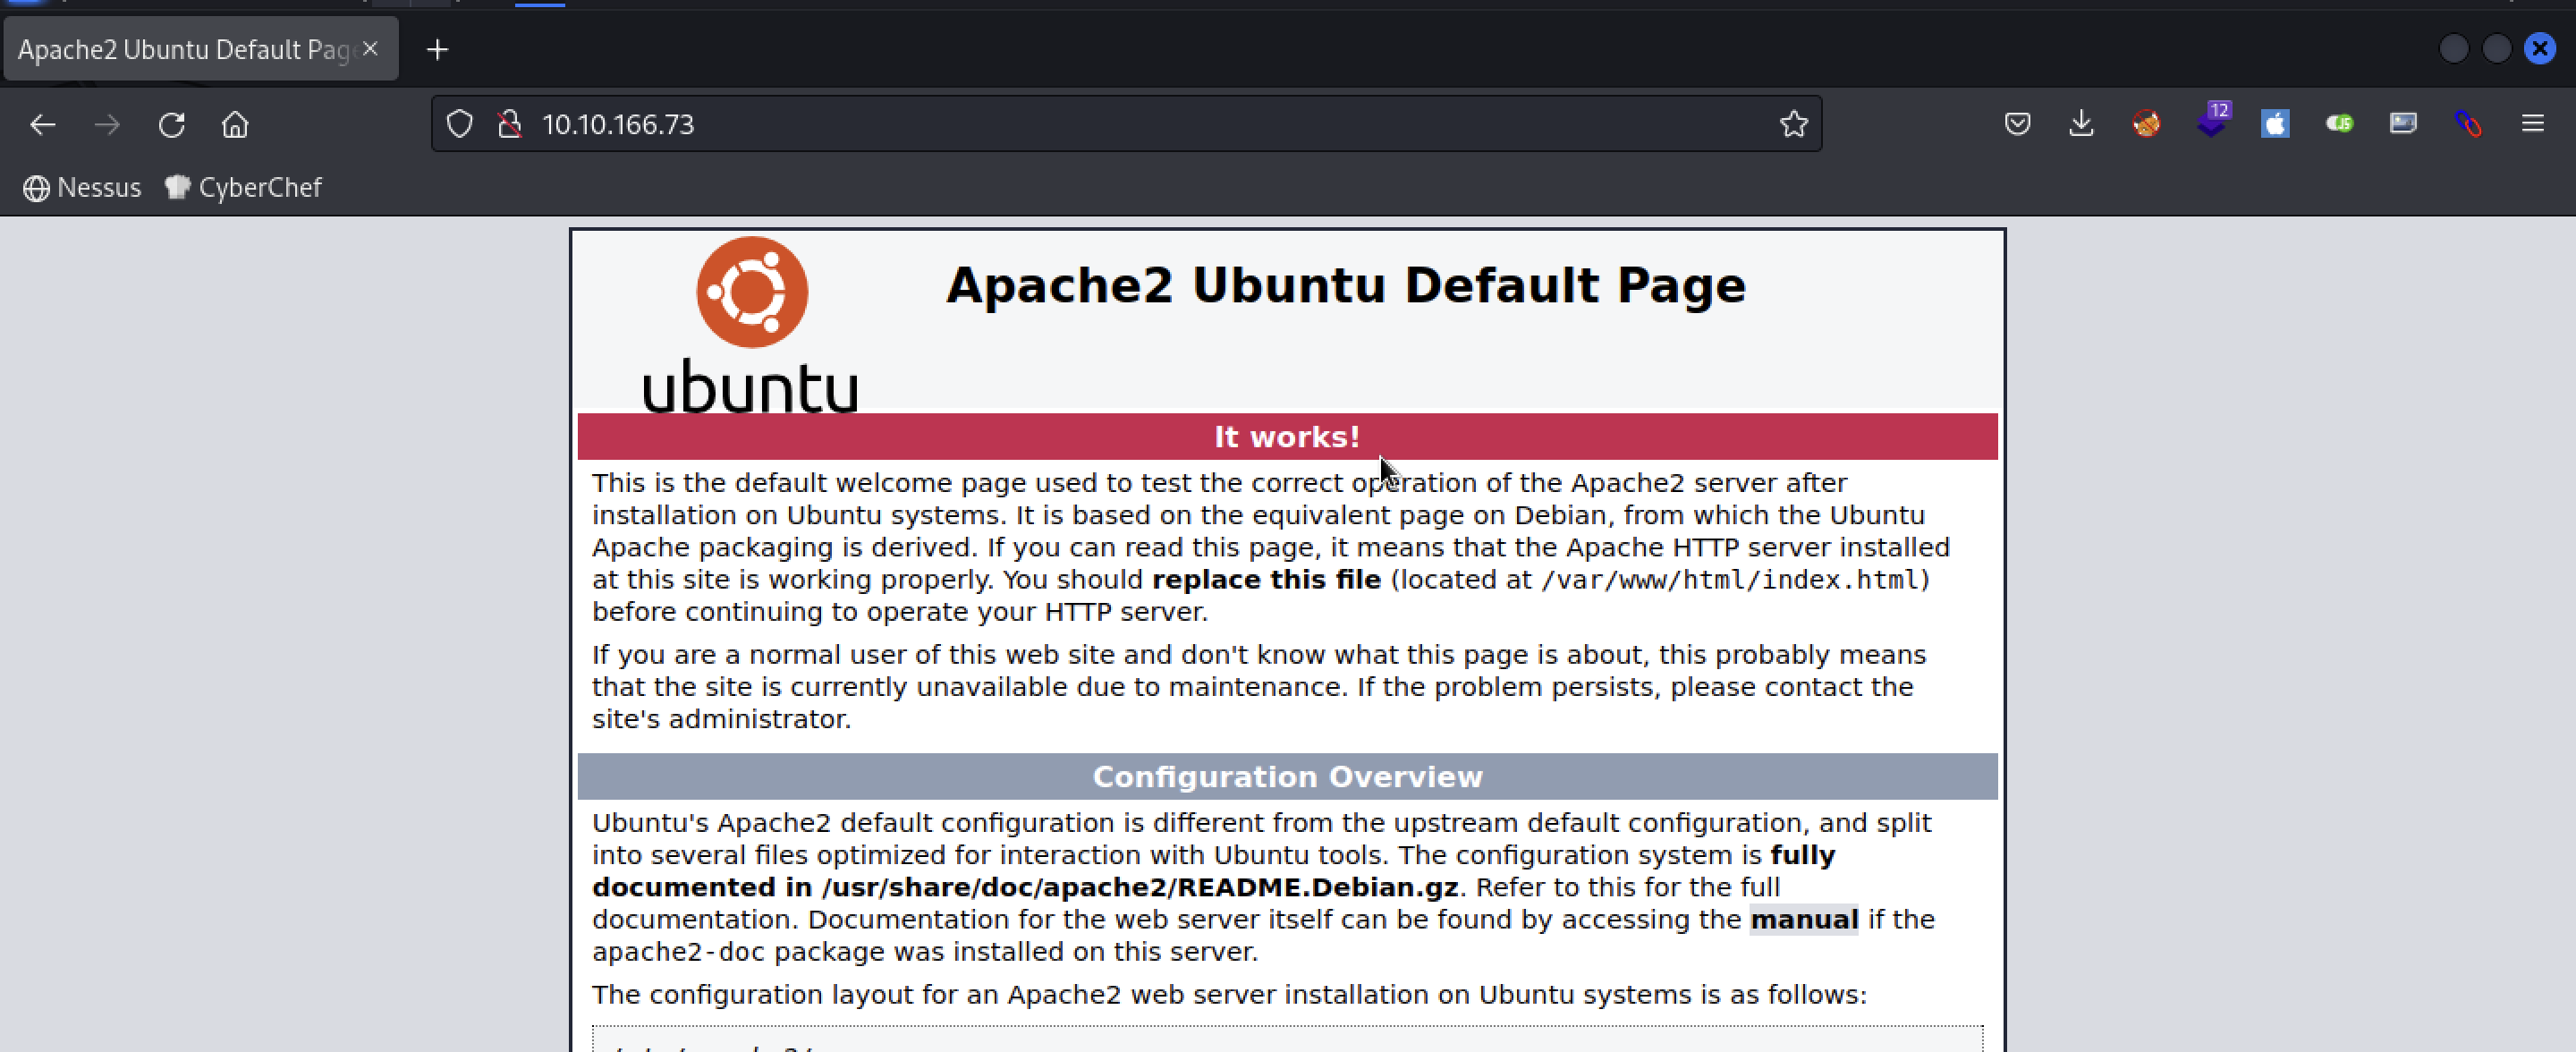 Apache2 Ubuntu Default Page
10.10.166.73
12
JS
Nessus
CyberChef
ubuntu
Apache2 Ubuntu Default Page
It works!
This is the default welcome page used to test the correct operation of the Apache2 server after
installation on Ubuntu systems. It is based on the equivalent page on Debian, from which the Ubuntu
Apache packaging is derived. If you can read this page, it means that the Apache HTTP server installed
at this site is working properly. You should replace this file (located at /var/www/html/index.html)
before continuing to operate your HTTP server.
If you are a normal user of this web site and don't know what this page is about, this probably means
that the site is currently unavailable due to maintenance. If the problem persists, please contact the
site's administrator.
Configuration Overview
Ubuntu's Apache2 default configuration is different from the upstream default configuration, and split
into several files optimized for interaction with Ubuntu tools. The configuration system is fully
documented in /usr/share/doc/apache2/README.Debian.gz. Refer to this for the full
documentation. Documentation for the web server itself can be found by accessing the manual if the
apache2-doc package was installed on this server.
The configuration layout for an Apache2 web server installation on Ubuntu systems is as follows: